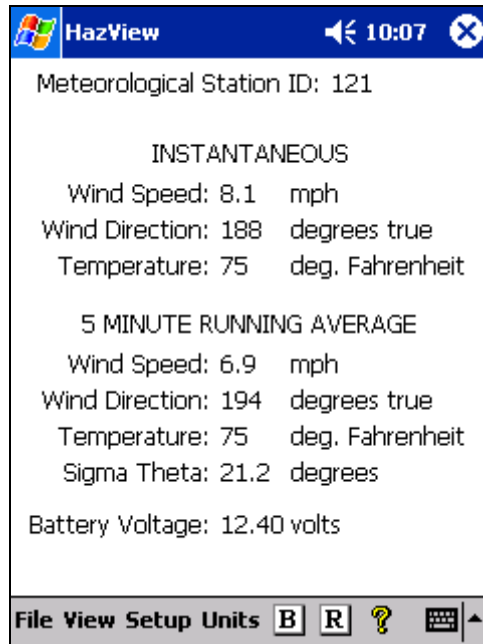 HazView 10:07
Meteorological Station ID: 121
INSTANTANEOUS
Wind Speed: 8.1 mph
Wind Direction: 188 degrees true
Temperature: 75 deg. Fahrenheit
5 MINUTE RUNNING AVERAGE
Wind Speed: 6.9 mph
Wind Direction: 194 degrees true
Temperature: 75 deg. Fahrenheit
Sigma Theta: 21.2 degrees
Battery Voltage: 12.40 volts
File View Setup Units B R ?